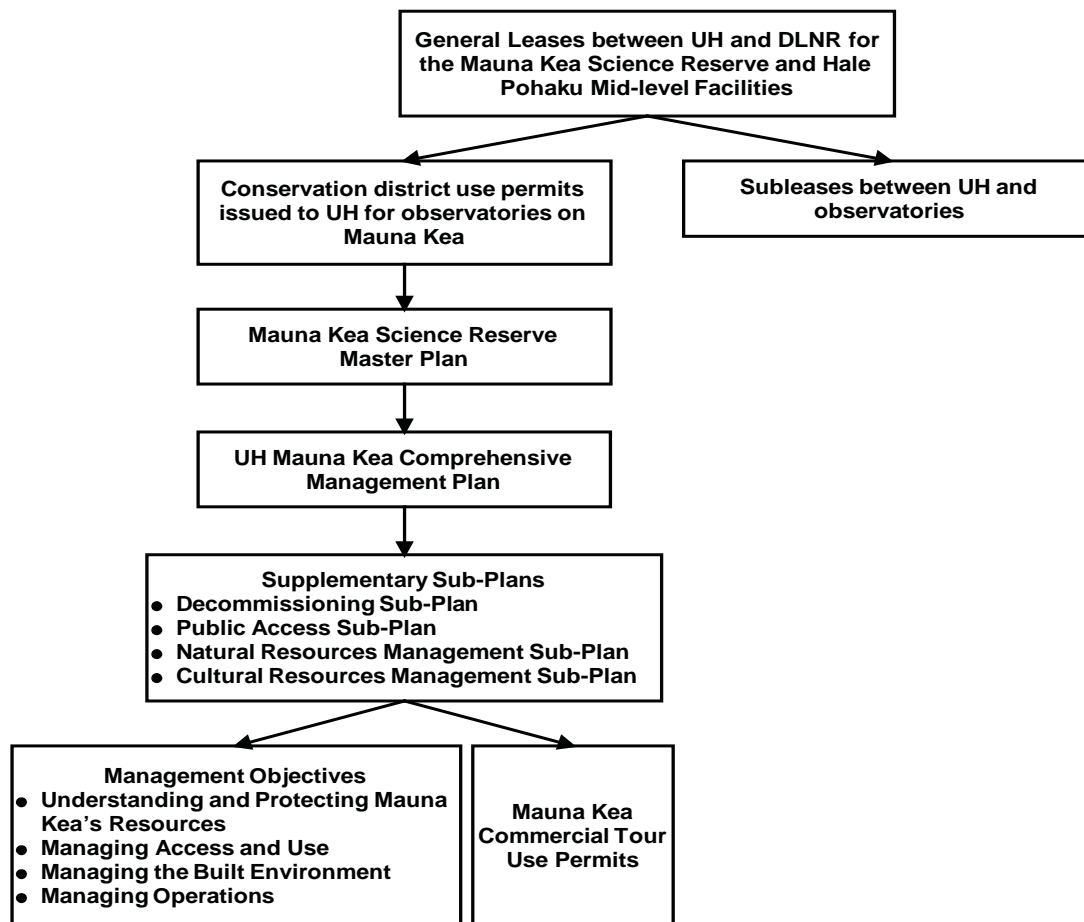 General Leases between UH and DLNR for
the Mauna Kea Science Reserve and Hale
Pohaku Mid-level Facilities
Conservation district use permits
issued to UH for observatories on
Mauna Kea
Subleases between UH and
observatories
Mauna Kea Science Reserve
Master Plan
UH Mauna Kea Comprehensive
Management Plan
Supplementary Sub-Plans
● Decommissioning Sub-Plan
● Public Access Sub-Plan
● Natural Resources Management Sub-Plan
● Cultural Resources Management Sub-Plan
Management Objectives
● Understanding and Protecting Mauna
Kea's Resources
● Managing Access and Use
● Managing the Built Environment
● Managing Operations
Mauna Kea
Commercial Tour
Use Permits